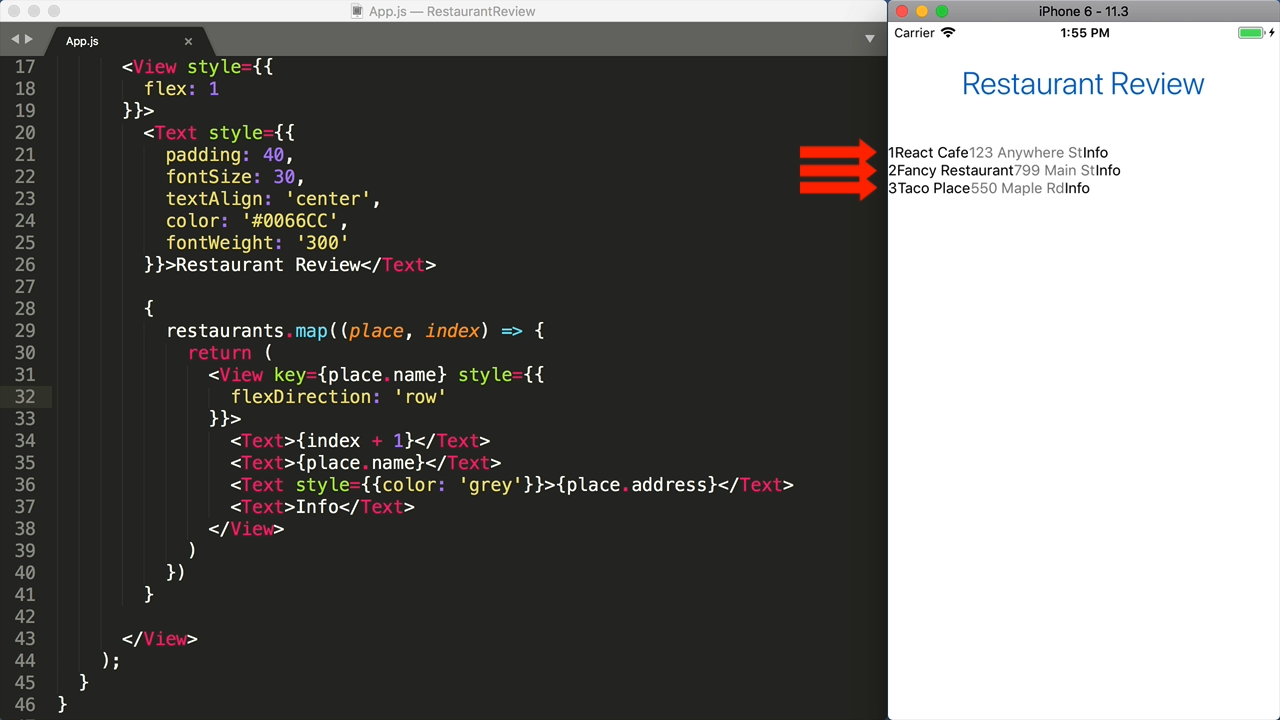 App.js — RestaurantReview
App.js
17 <View style={{
18 flex: 1
19 }}>
20 <Text style={{
21 padding: 40,
22 fontSize: 30,
23 textAlign: 'center',
24 color: '#0066CC',
25 fontWeight: '300'
26 }}>Restaurant Review</Text>
27
28 {
29 restaurants.map((place, index) => {
30 return (
31 <View key={place.name} style={{
32 flexDirection: 'row'
33 }}>
34 <Text>{index + 1}</Text>
35 <Text>{place.name}</Text>
36 <Text style={{color: 'grey'}}>{place.address}</Text>
37 <Text>Info</Text>
38 </View>
39 )
40 })
41 }
42
43 </View>
44 );
45 }
46 }
iPhone 6 - 11.3
Carrier 1:55 PM
Restaurant Review
1React Cafe123 Anywhere StInfo
2Fancy Restaurant799 Main StInfo
3Taco Place550 Maple RdInfo